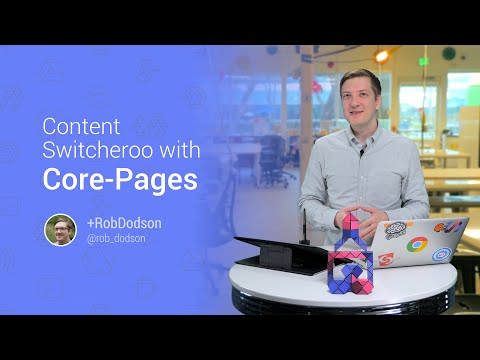 Content
Switcheroo with
Core-Pages
+RobDodson
@rob_dodson